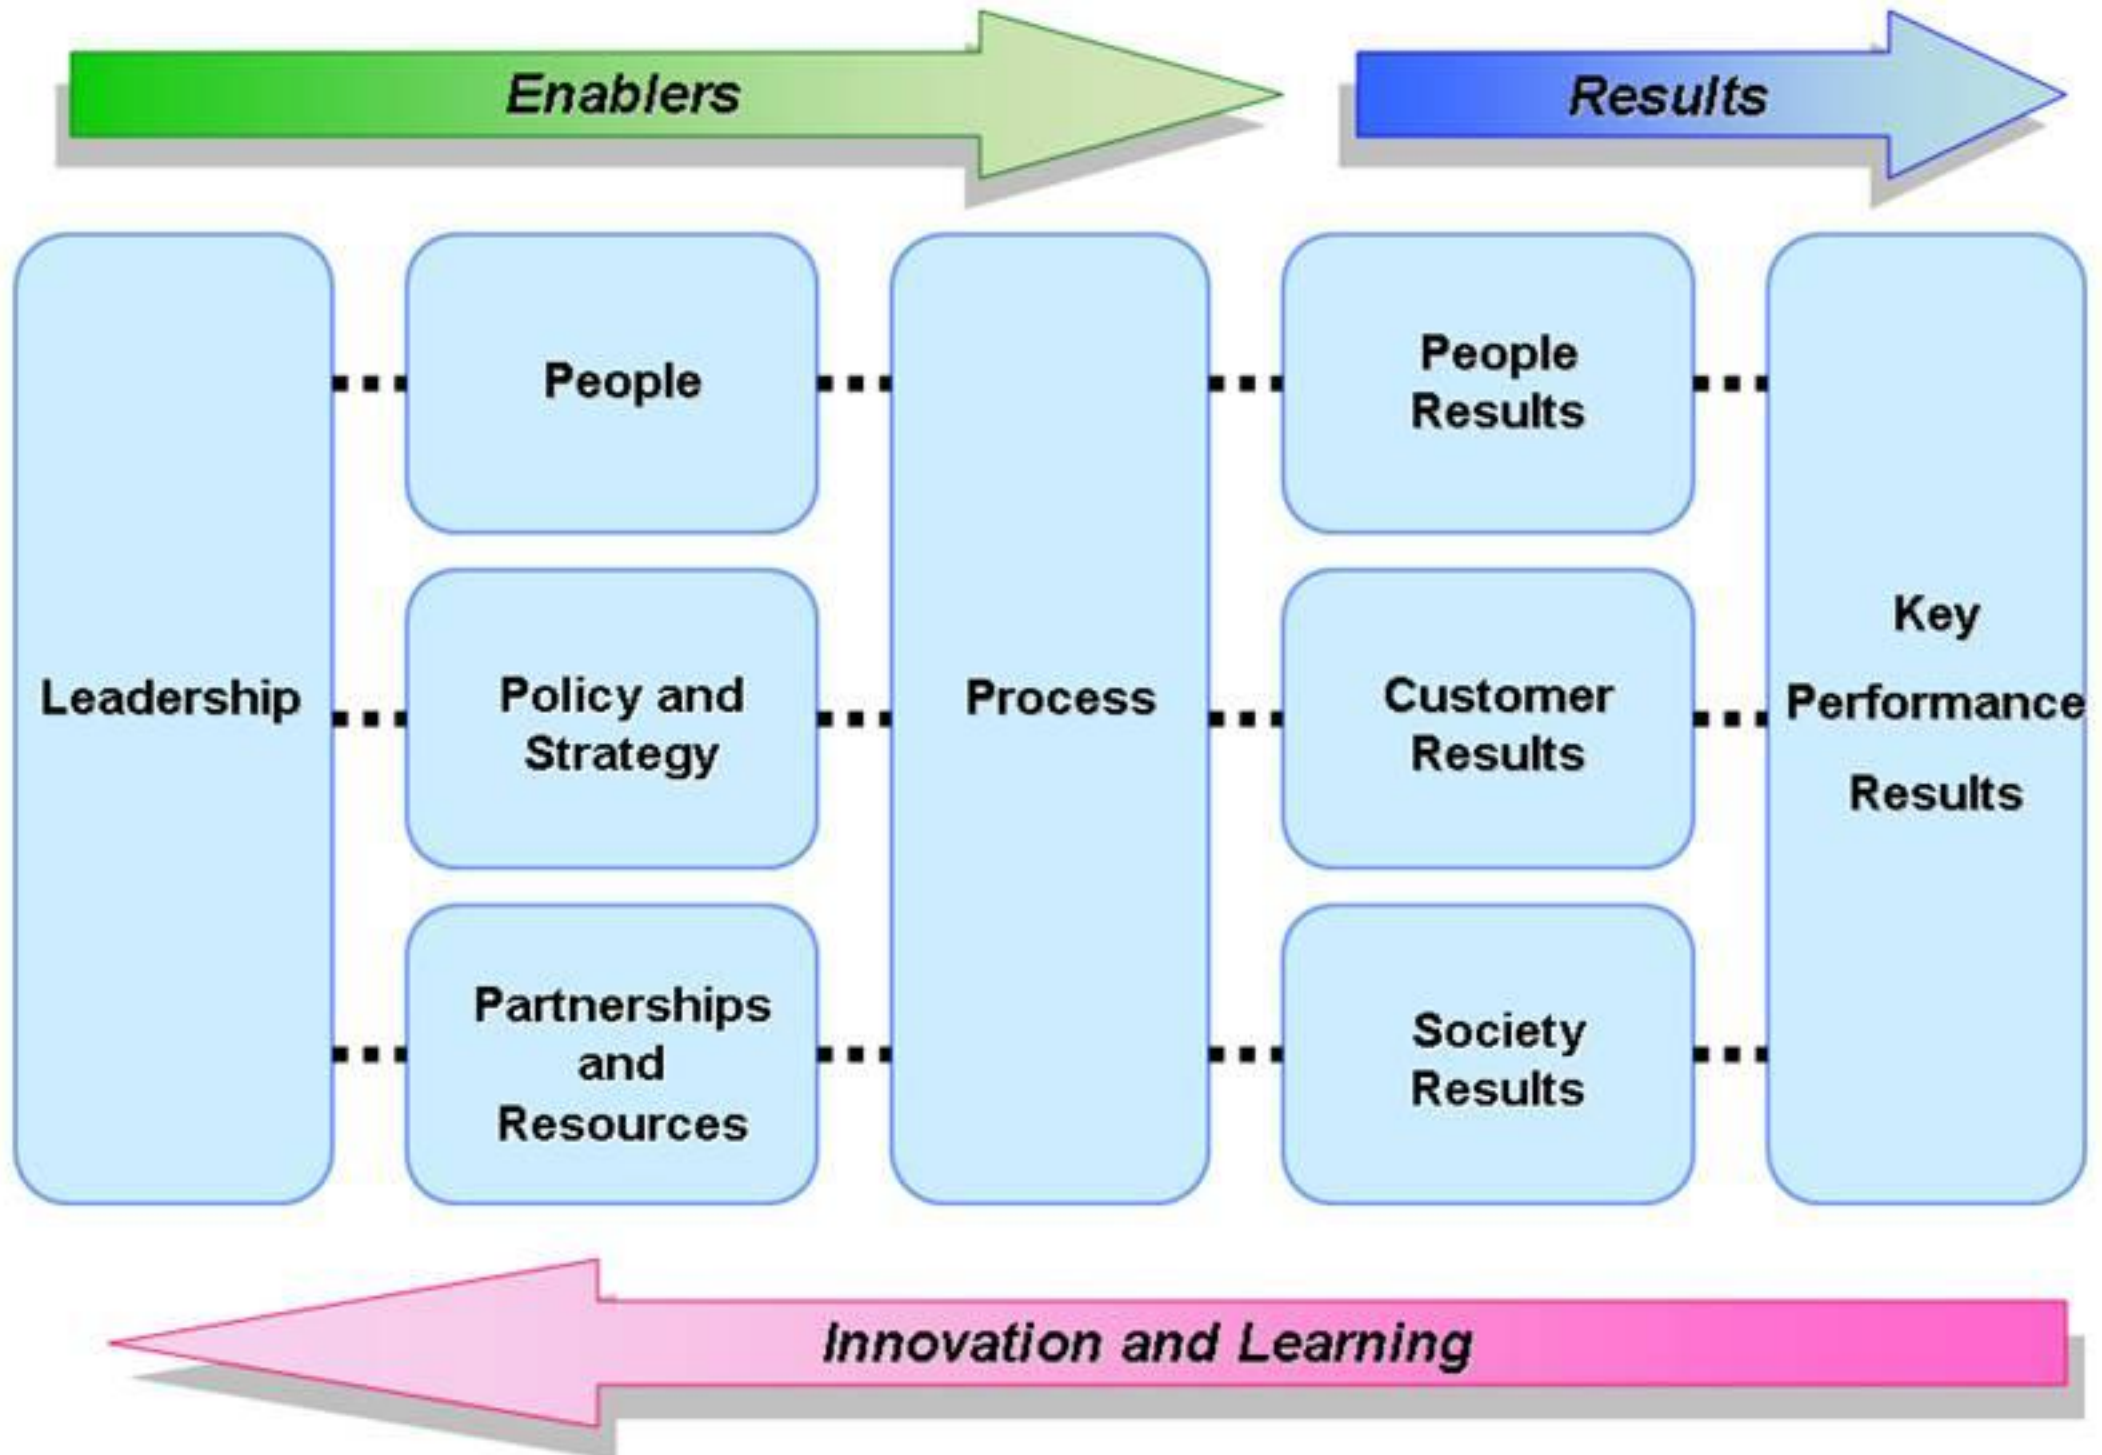 Enablers
Results
Leadership
People
Policy and
Strategy
Partnerships
and
Resources
Process
People
Results
Customer
Results
Society
Results
Key
Performance
Results
Innovation and Learning